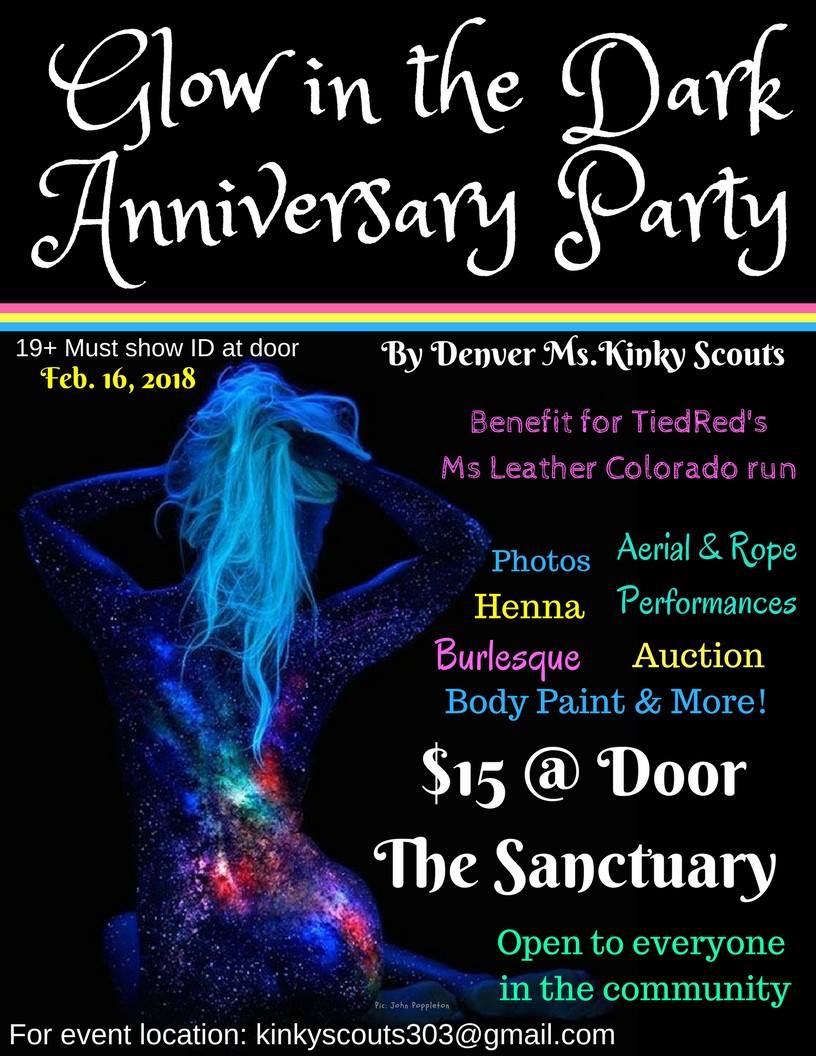 Glow in the Dark
Anniversary Party
19+ Must show ID at door
Feb. 16, 2018
By Denver Ms. Kinky Scouts
Benefit for TiedRed's
Ms Leather Colorado run
Photos
Aerial & Rope
Performances
Henna
Burlesque
Auction
Body Paint & More!
$15 @ Door
The Sanctuary
Open to everyone
in the community
Pic: John Poppleton
For event location: kinkyscouts303@gmail.com